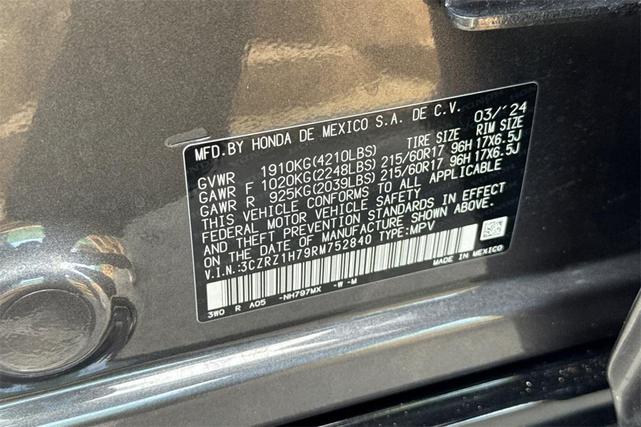 MFD.BY HONDA DE MEXICO S.A. DE C.V. 03/'24
GVWR 1910KG(4210LBS) TIRE SIZE RIM SIZE
GAWR F 1020KG(2248LBS) 215/60R17 96H 17X6.5J
GAWR R 925KG(2039LBS) 215/60R17 96H 17X6.5J
THIS VEHICLE CONFORMS TO ALL APPLICABLE
FEDERAL MOTOR VEHICLE SAFETY
AND THEFT PREVENTION STANDARDS IN EFFECT
ON THE DATE OF MANUFACTURE SHOWN ABOVE.
V.I.N.:3CZRZ1H79RM752840 TYPE:MPV
MADE IN MEXICO
3W0 R A05 -NH797MX -W -M